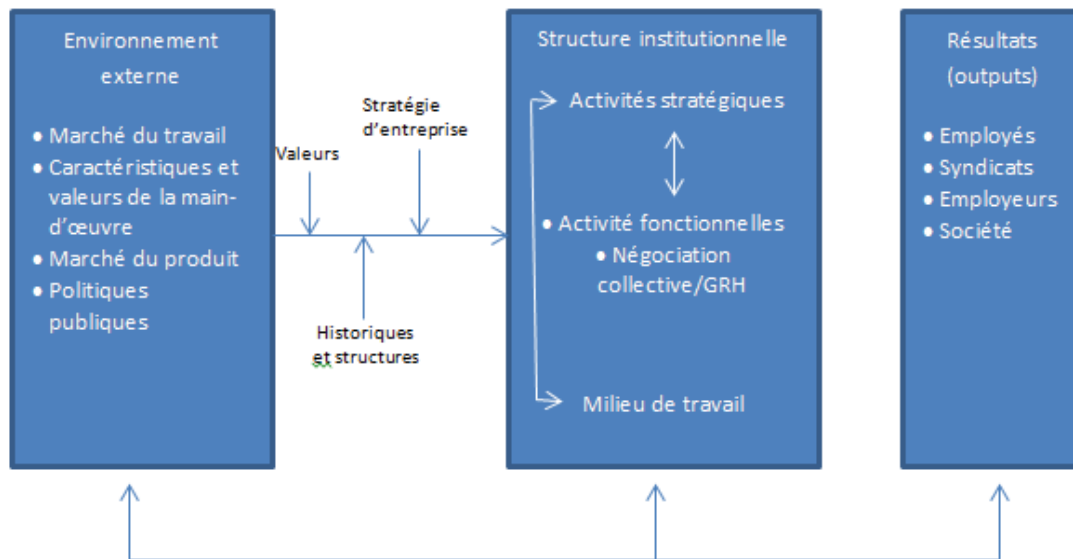 Environnement
externe
• Marché du travail
• Caractéristiques et
valeurs de la main-
d'œuvre
• Marché du produit
• Politiques
publiques
Valeurs
Stratégie
d'entreprise
Historiques
et structures
Structure institutionnelle
Activités stratégiques
• Activité fonctionnelles
• Négociation
collective/GRH
Milieu de travail
Résultats
(outputs)
• Employés
• Syndicats
• Employeurs
• Société